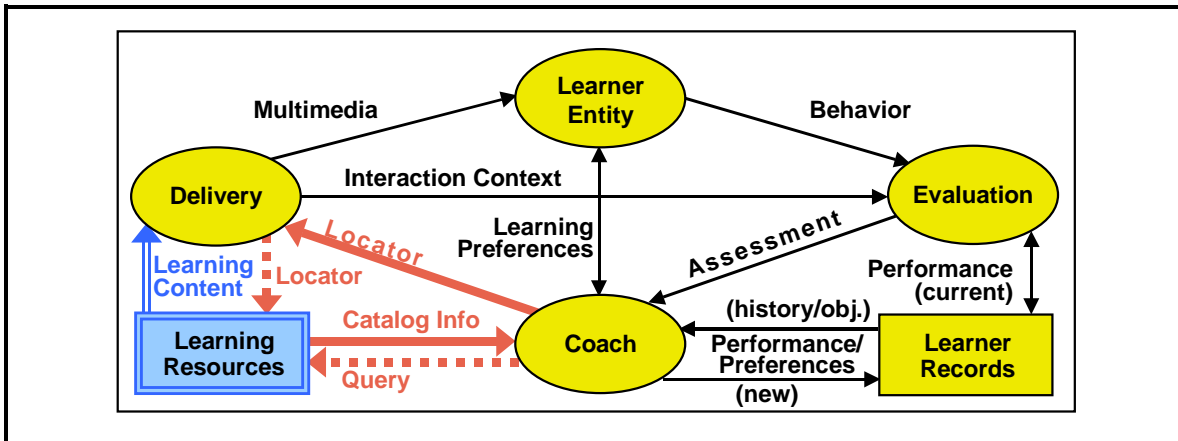 Learner
Entity
Multimedia
Behavior
Delivery
Interaction Context
Evaluation
Learning
Preferences
Locator
Assessment
Learning
Content
Locator
Performance
(current)
(history/obj.)
Catalog Info
Learning
Resources
Coach
Performance/
Preferences
Learner
Records
Query
(new)